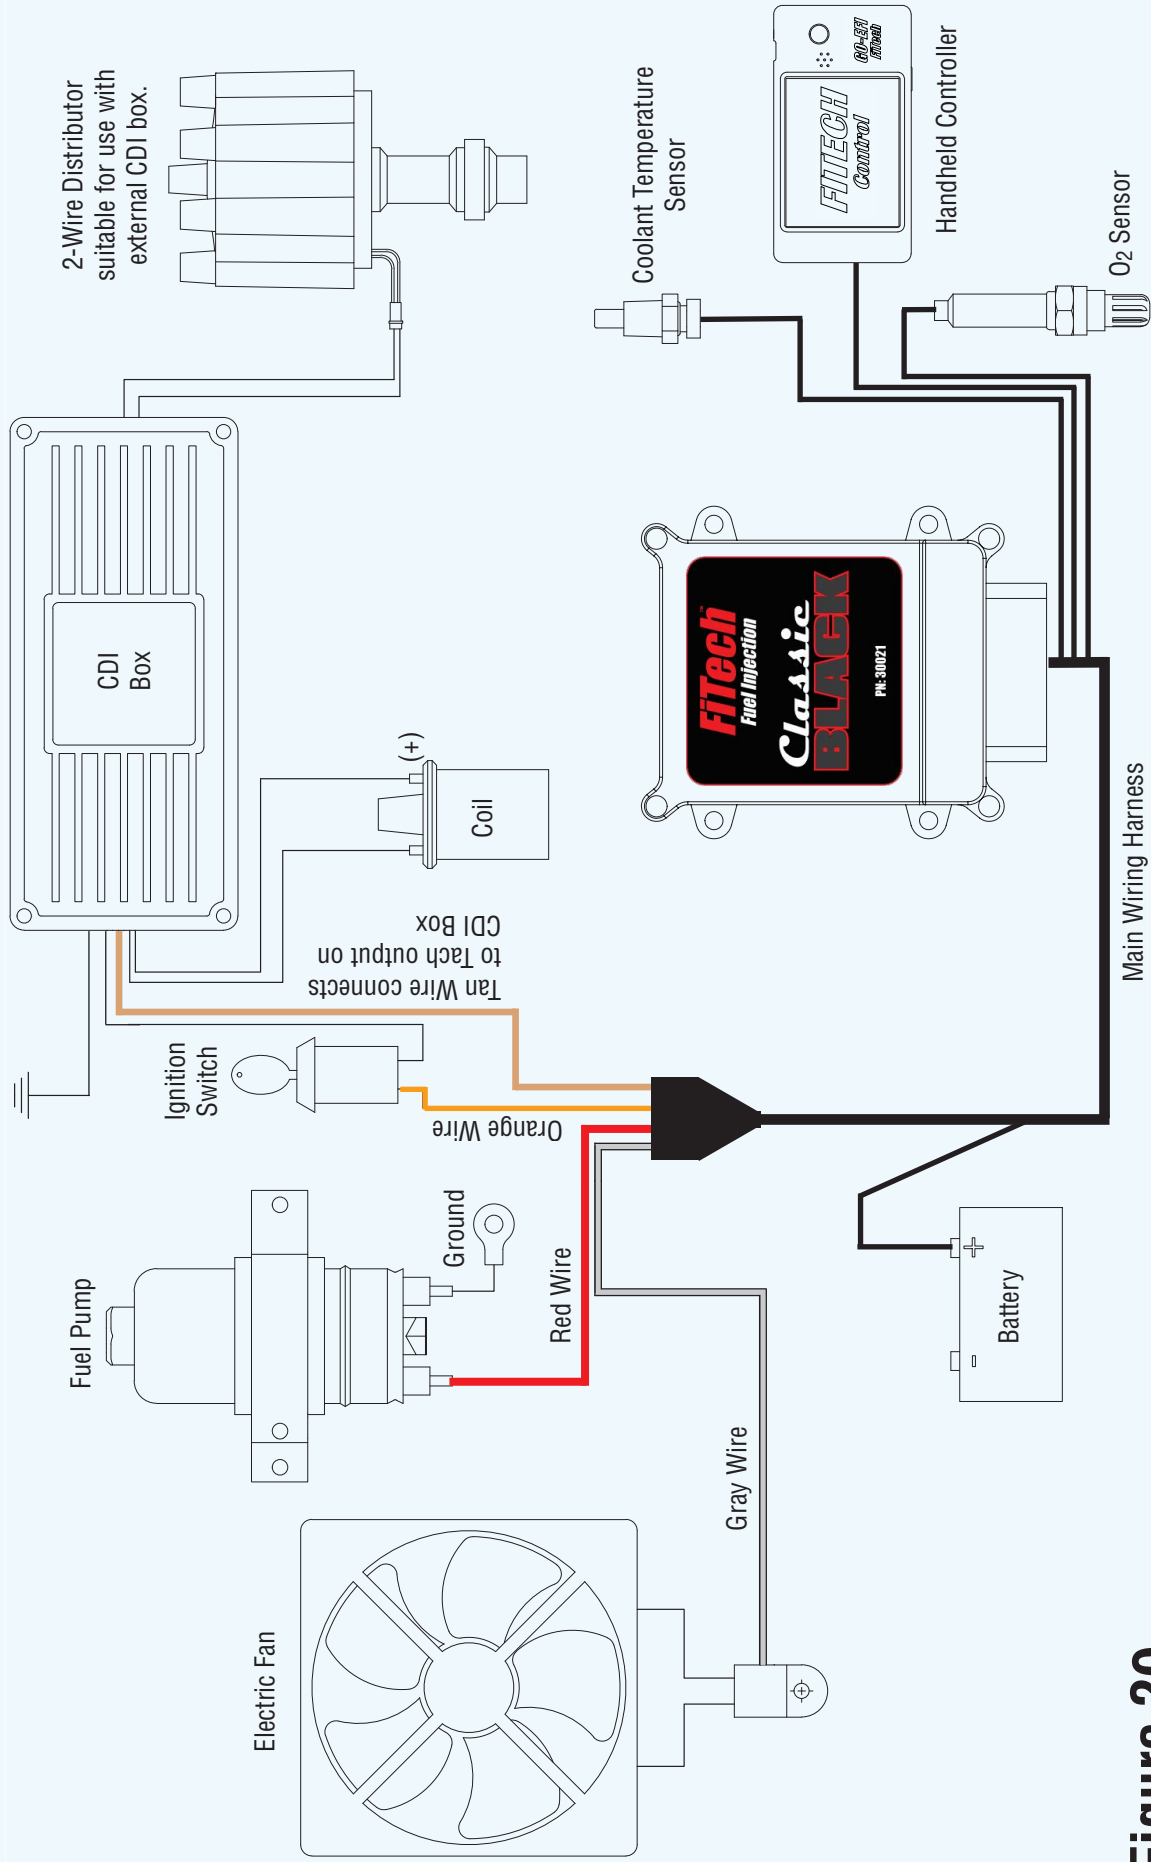 2-Wire Distributor
suitable for use with
external CDI box.
CDI
Box
Coil
(+)
Tan Wire connects
to Tach output on
CDI Box
Ignition
Switch
Orange Wire
Fuel Pump
Ground
Red Wire
Electric Fan
Gray Wire
Battery
+
-
Coolant Temperature
Sensor
FITECH
Control
GO-EFI
FiTech
Handheld Controller
O2 Sensor
FiTech™
Fuel Injection
Classic
BLACK
PN: 30021
Main Wiring Harness
Figure 20